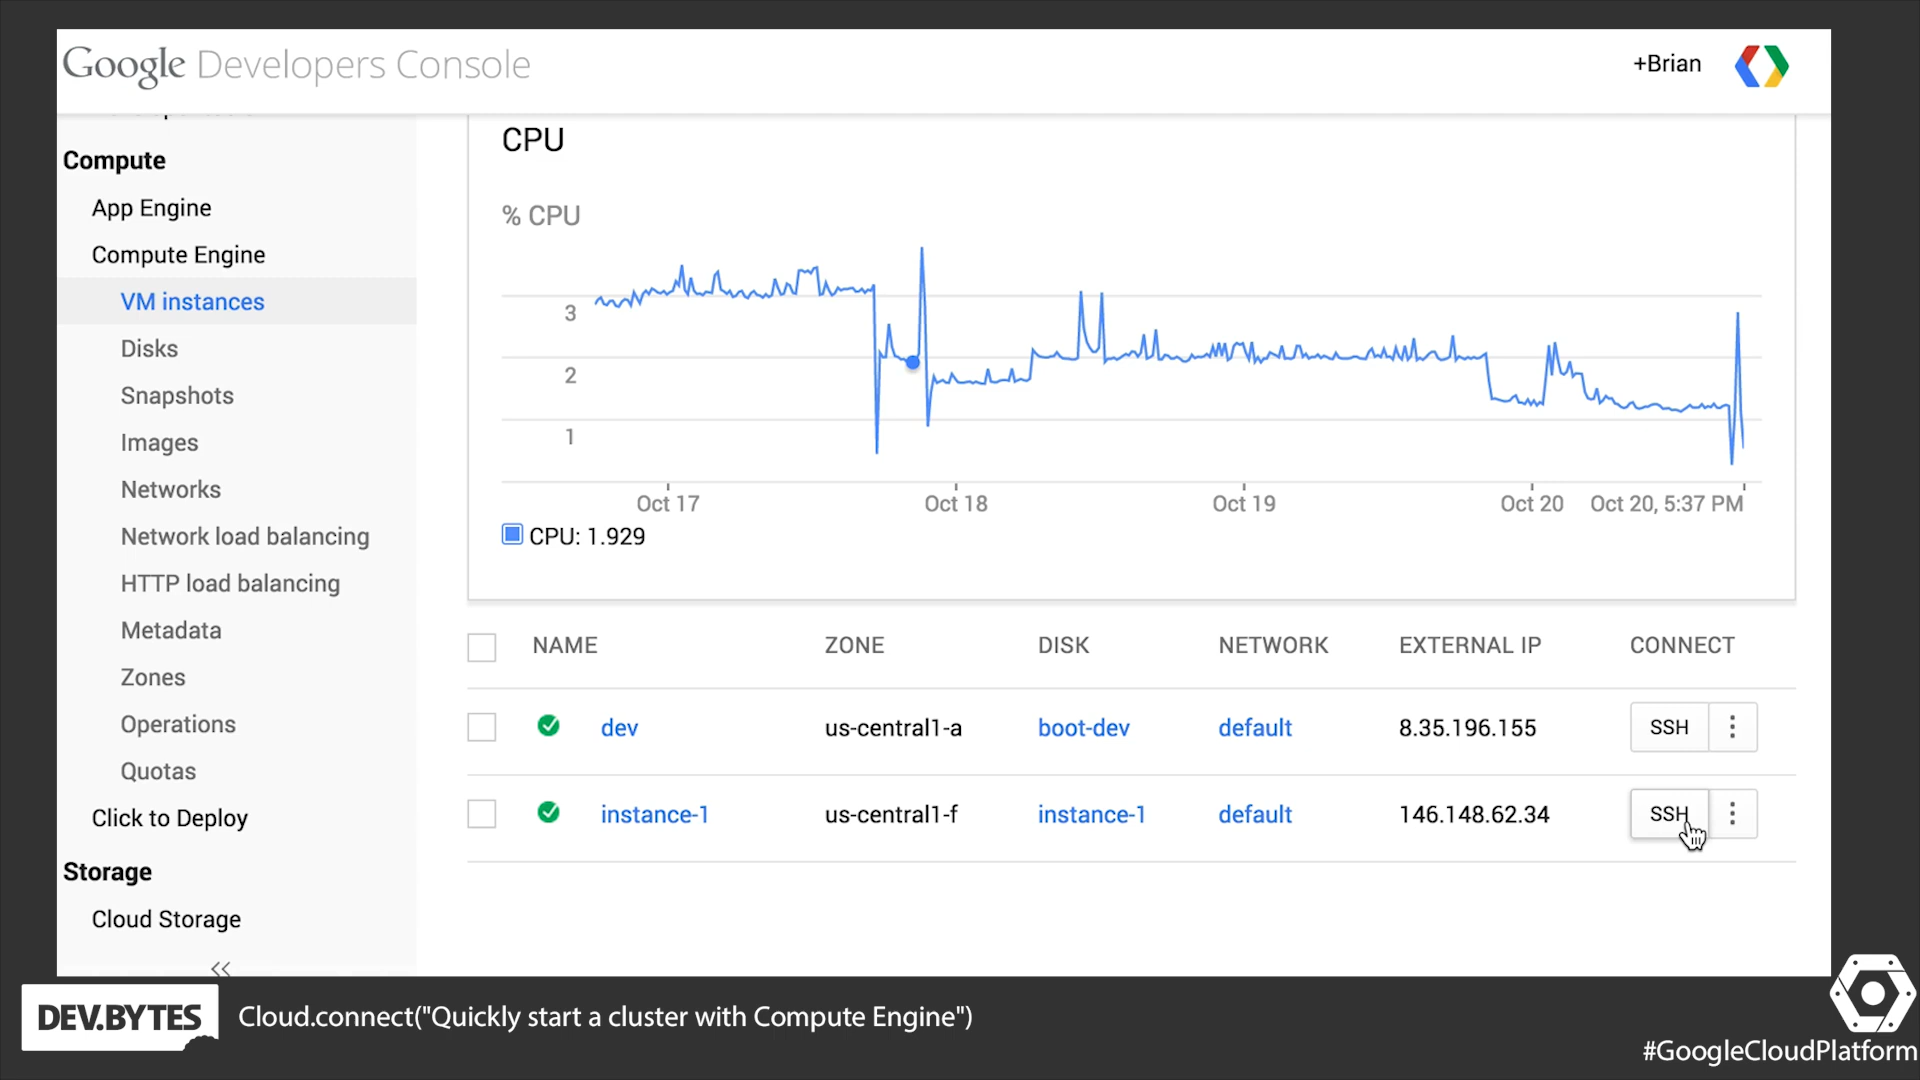 Google Developers Console
+Brian
Compute
App Engine
Compute Engine
VM instances
Disks
Snapshots
Images
Networks
Network load balancing
HTTP load balancing
Metadata
Zones
Operations
Quotas
Click to Deploy
Storage
Cloud Storage
CPU
% CPU
3
2
1
Oct 17 Oct 18 Oct 19 Oct 20 Oct 20, 5:37 PM
CPU: 1.929
NAME ZONE DISK NETWORK EXTERNAL IP CONNECT
dev us-central1-a boot-dev default 8.35.196.155 SSH
instance-1 us-central1-f instance-1 default 146.148.62.34 SSH
DEV.BYTES Cloud.connect("Quickly start a cluster with Compute Engine")
#GoogleCloudPlatform